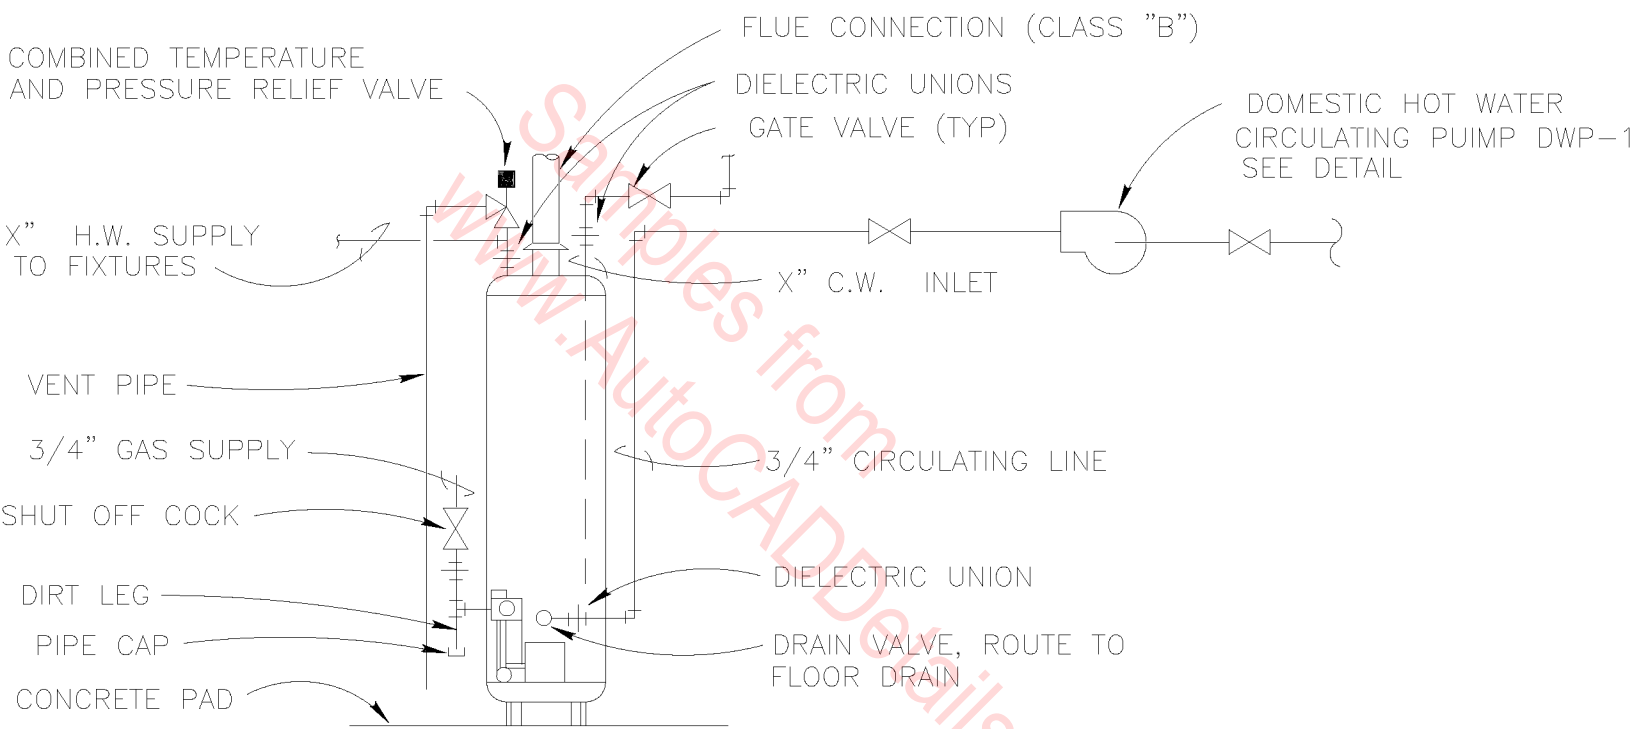 FLUE CONNECTION (CLASS "B")
COMBINED TEMPERATURE
AND PRESSURE RELIEF VALVE
DIELECTRIC UNIONS
GATE VALVE (TYP)
DOMESTIC HOT WATER
CIRCULATING PUIMP DWP-1
SEE DETAIL
X" H.W. SUPPLY
TO FIXTURES
X" C.W. INLET
VENT PIPE
3/4" GAS SUPPLY
3/4" CIRCULATING LINE
SHUT OFF COCK
DIELECTRIC UNION
DIRT LEG
PIPE CAP
DRAIN VALVE, ROUTE TO
FLOOR DRAIN
CONCRETE PAD
Samples from
www.AutoCADDetails